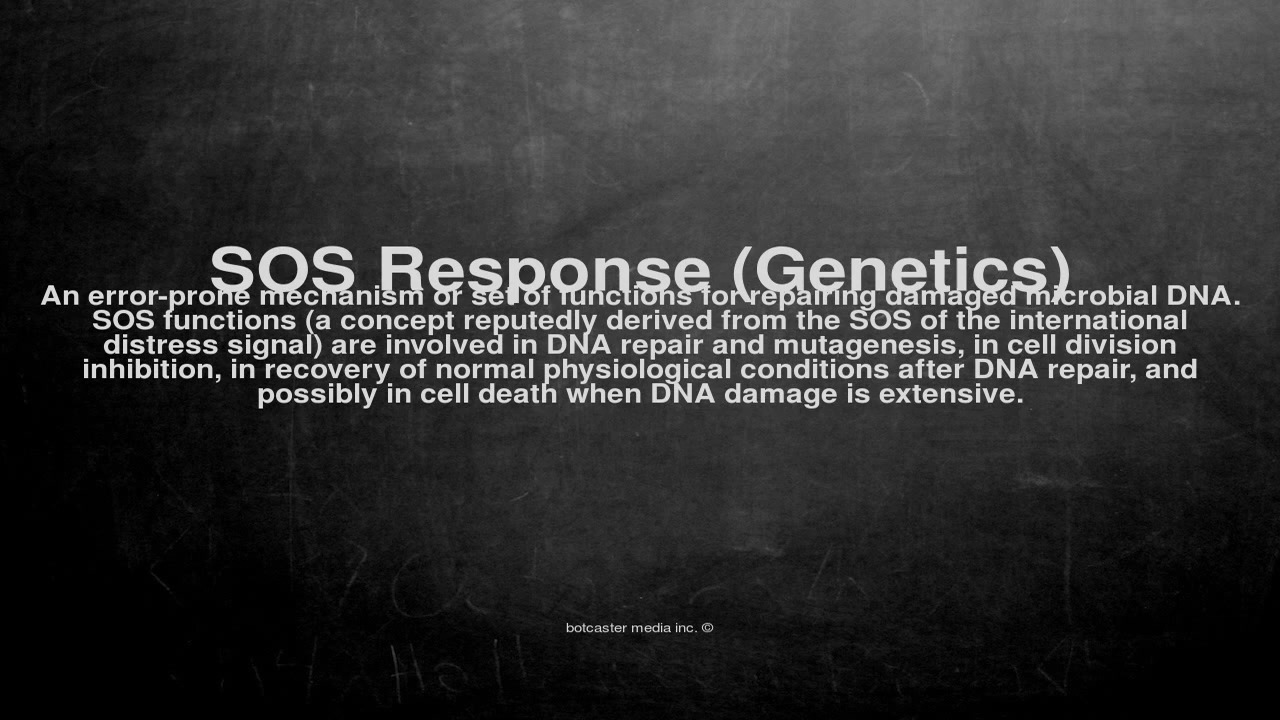 SOS Response (Genetics)
An error-prone mechanism or set of functions for repairing damaged microbial DNA.
SOS functions (a concept reputedly derived from the SOS of the international
distress signal) are involved in DNA repair and mutagenesis, in cell division
inhibition, in recovery of normal physiological conditions after DNA repair, and
possibly in cell death when DNA damage is extensive.
botcaster media inc. ©